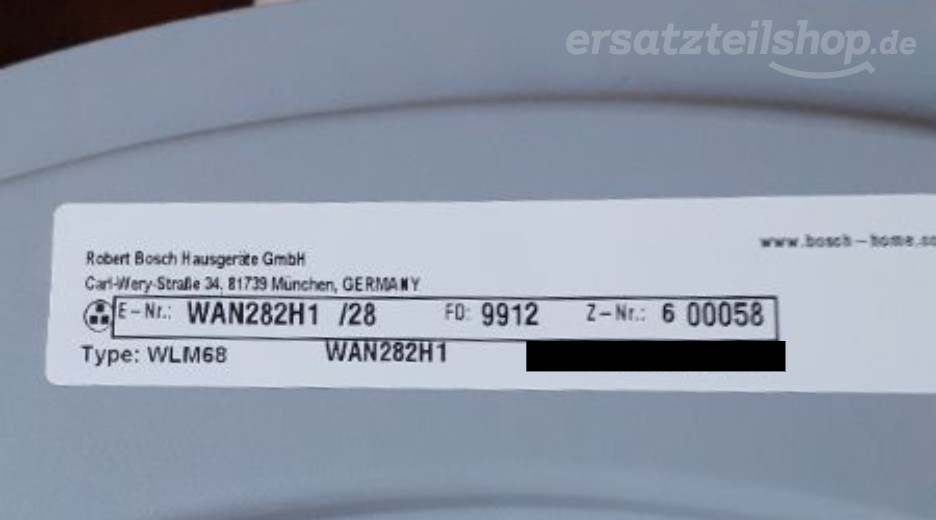 ersatzteilshop.de
www.bosch-home.co
Robert Bosch Hausgeräte GmbH
Carl-Wery-Straße 34, 81739 München, GERMANY
E-Nr.: WAN282H1 /28 FD: 9912 Z-Nr.: 6 00058
Type: WLM68 WAN282H1